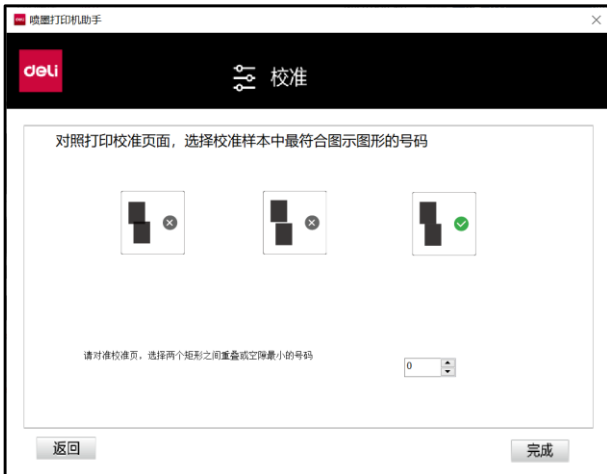 喷墨打印机助手
deli
校准
对照打印校准页面，选择校准样本中最符合图示图形的号码
请对准校准页，选择两个矩形之间重叠或空隙最小的号码
0
返回
完成